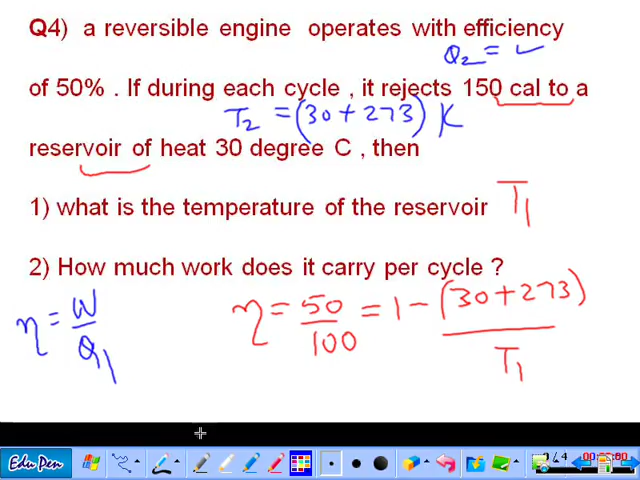 Q4) a reversible engine operates with efficiency
Q₂ = ✓
of 50% . If during each cycle , it rejects 150 cal to a
T₂ = (30 + 273) K
reservoir of heat 30 degree C , then
1) what is the temperature of the reservoir T₁
2) How much work does it carry per cycle ?
η = W/Q₁
η = 50/100 = 1 - (30 + 273)/T₁
Edu Pen
/ 4